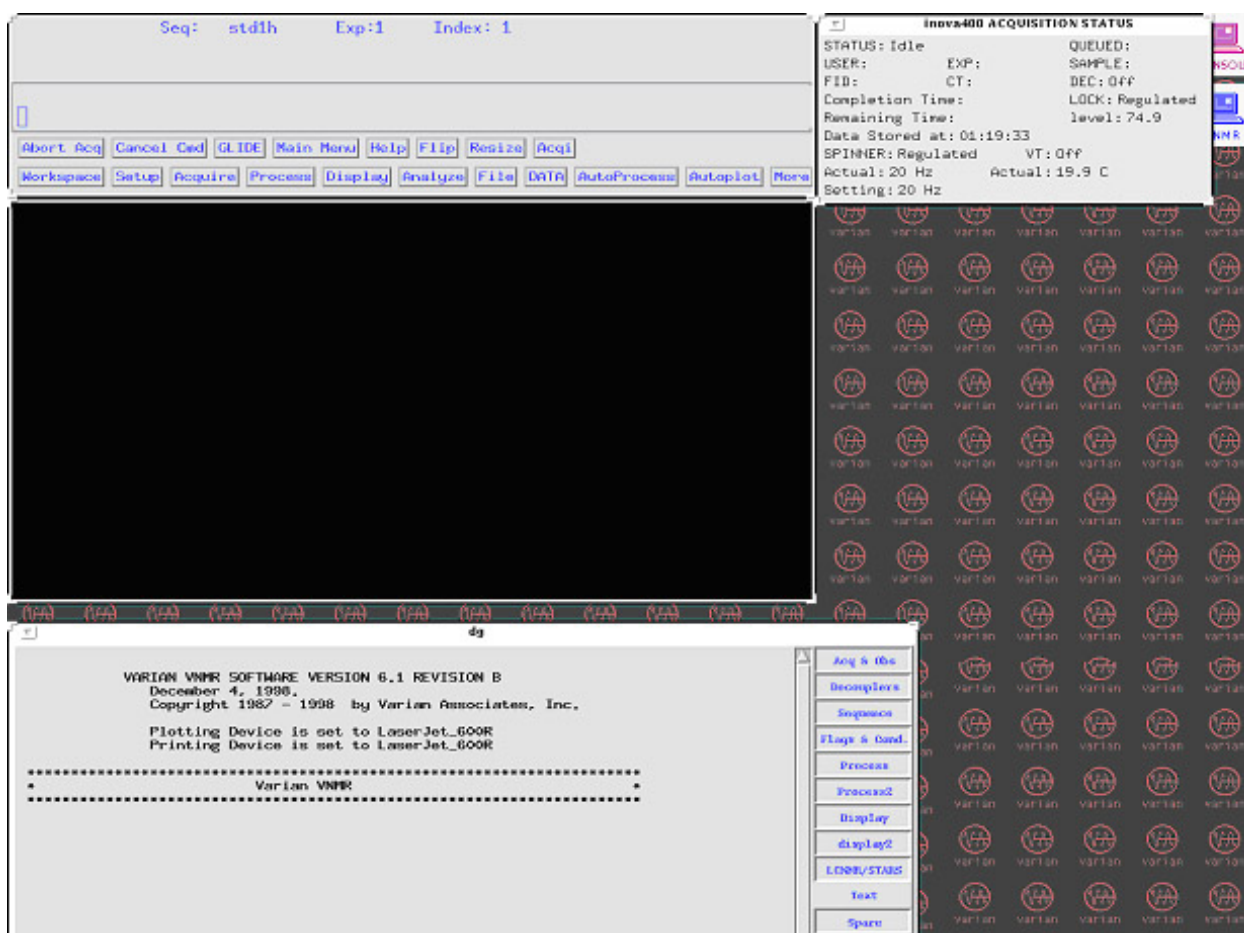 Seq: std1h Exp:1 Index: 1
Abort Acq Cancel Cmd GLIDE Main Menu Help Flip Resize Acqi
Workspace Setup Acquire Process Display Analyze File DATA AutoProcess Autoplot More
inova400 ACQUISITION STATUS
STATUS: Idle QUEUED:
USER: EXP: SAMPLE:
FID: CT: DEC: Off
Completion Time: LOCK: Regulated
Remaining Time: level: 74.9
Data Stored at: 01:19:33
SPINNER: Regulated VT: Off
Actual: 20 Hz Actual: 19.9 C
Setting: 20 Hz
NMR
varian
dg
VARIAN VNMR SOFTWARE VERSION 6.1 REVISION B
December 4, 1998.
Copyright 1987 - 1998 by Varian Associates, Inc.
Plotting Device is set to LaserJet_600R
Printing Device is set to LaserJet_600R
Varian VNMR
Acq & Obs
Decouplers
Sequence
Flags & Cond.
Process
Process2
Display
display2
LCNMR/STARS
Text
Spare